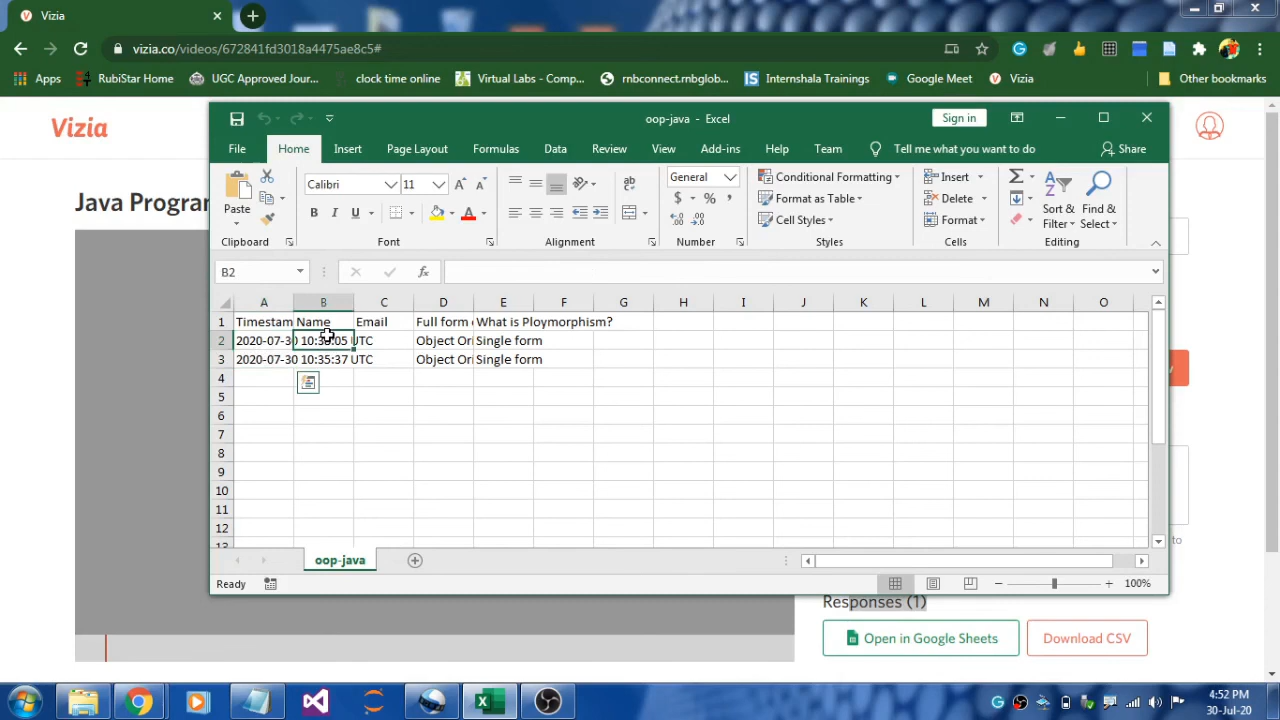 Vizia
vizia.co/videos/672841fd3018a4475ae8c5#
Apps RubiStar Home UGC Approved Jour... clock time online Virtual Labs - Comp... rnbconnect.mbglob... Internshala Trainings Google Meet Vizia Other bookmarks
Vizia
Java Progra
oop-java - Excel
Sign in
File Home Insert Page Layout Formulas Data Review View Add-ins Help Team Tell me what you want to do Share
Paste
Calibri 11
B I U
General
$ % ,
Conditional Formatting
Format as Table
Cell Styles
Insert
Delete
Format
Sort & Filter
Find & Select
Clipboard Font Alignment Number Styles Cells Editing
B2
fx
A B C D E F G H I J K L M N O
1 Timestam Name Email Full form What is Ploymorphism?
2 2020-07-30 10:35:05 UTC Object Ori Single form
3 2020-07-30 10:35:37 UTC Object Ori Single form
4
5
6
7
8
9
10
11
12
13
oop-java
Ready
100%
to
Responses (1)
Open in Google Sheets
Download CSV
4:52 PM
30-Jul-20